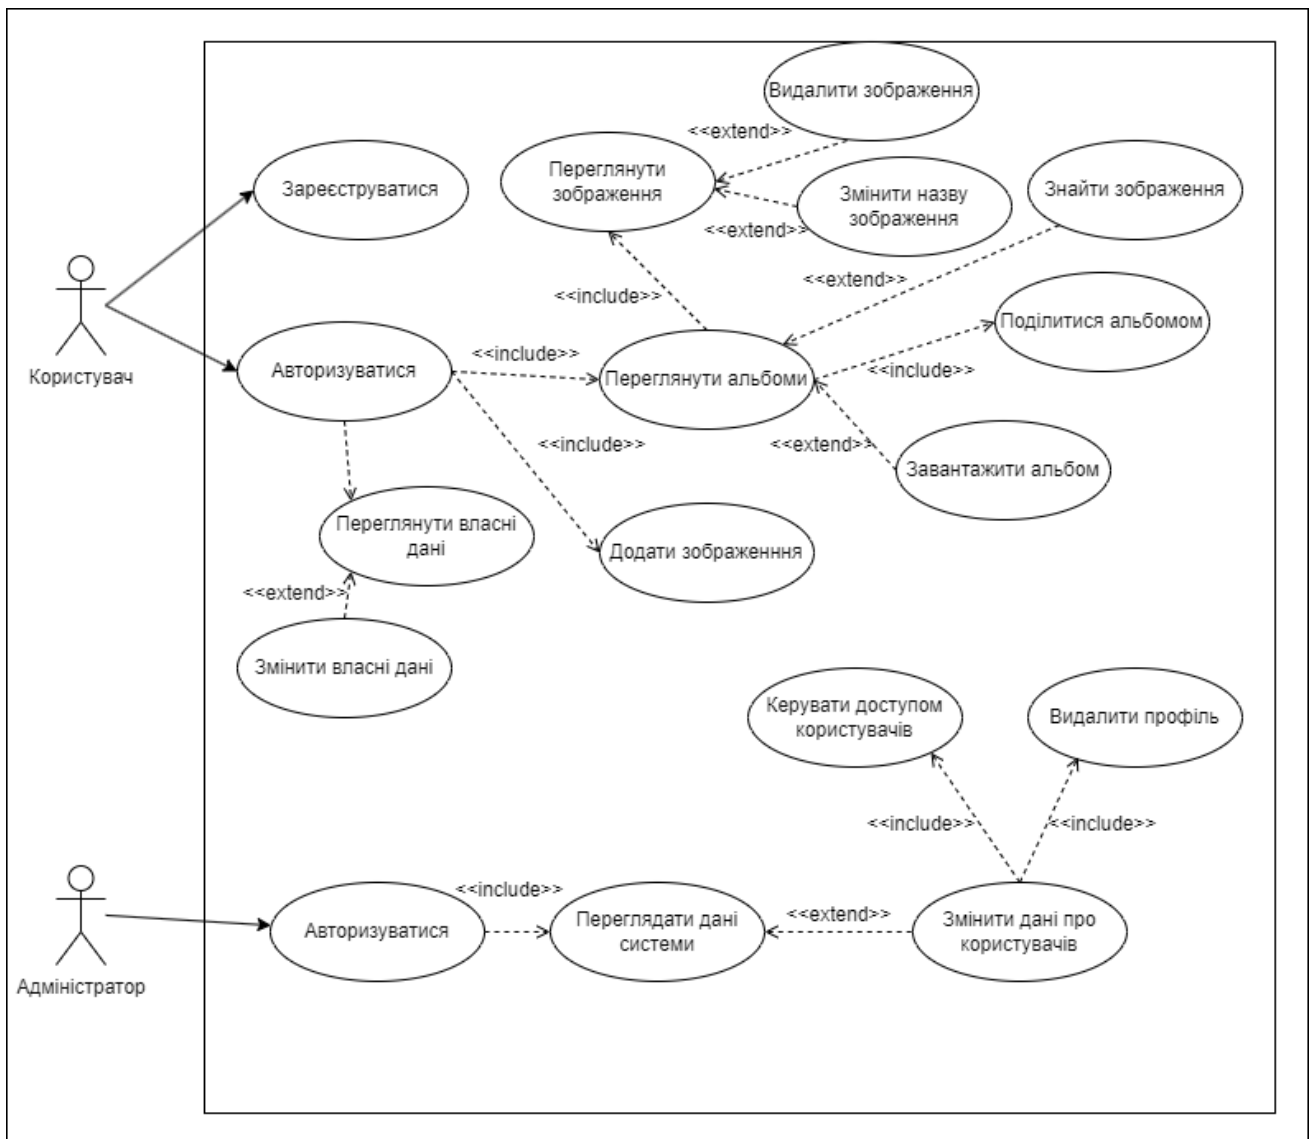 Видалити зображення
<<extend>>
Переглянути
зображення
Зареєструватися
Змінити назву
зображення
Знайти зображення
<<extend>>
<<extend>>
<<include>>
Поділитися альбомом
Користувач
Авторизуватися
<<include>>
Переглянути альбоми
<<include>>
<<include>>
<<extend>>
Завантажити альбом
Переглянути власні
дані
Додати зображенння
<<extend>>
Змінити власні дані
Керувати доступом
користувачів
Видалити профіль
<<include>>
<<include>>
Адміністратор
Авторизуватися
<<include>>
Переглядати дані
системи
<<extend>>
Змінити дані про
користувачів